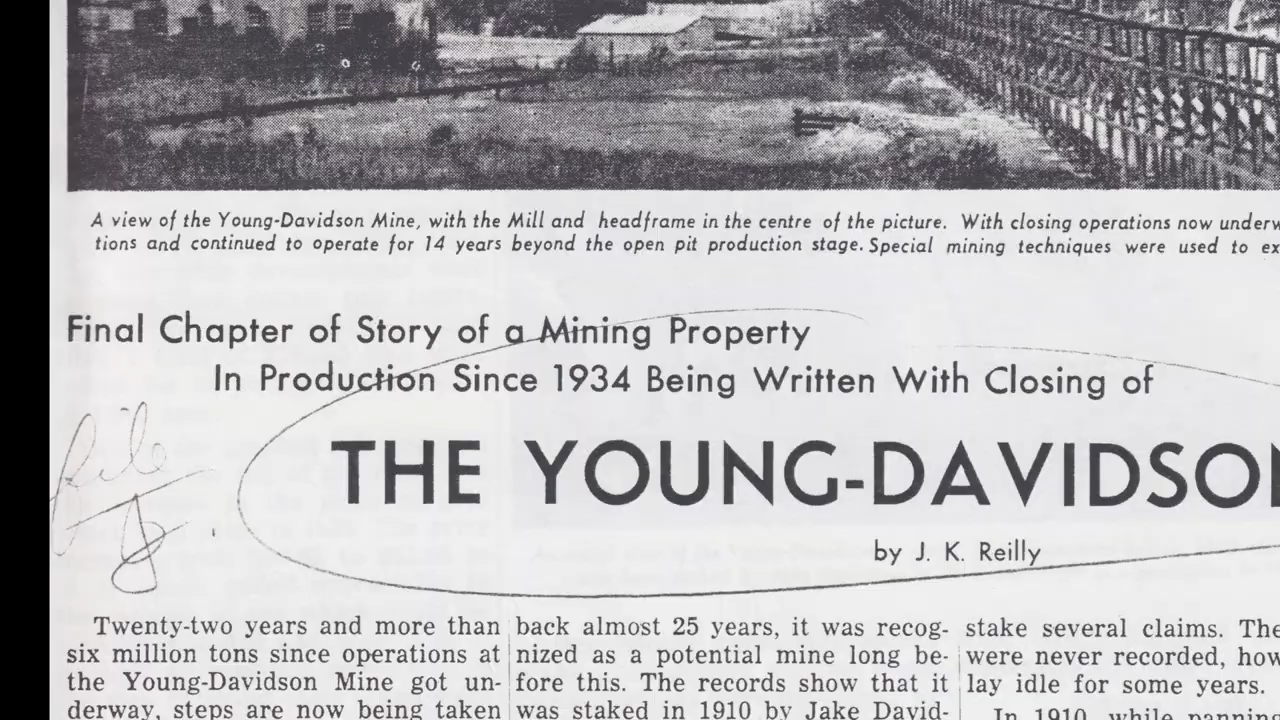 A view of the Young-Davidson Mine, with the Mill and headframe in the centre of the picture. With closing operations now
tions and continued to operate for 14 years beyond the open pit production stage. Special mining techniques were used to
Final Chapter of Story of a Mining Property
In Production Since 1934 Being Written With Closing of
file
THE YOUNG-DAVIDSON
by J. K. Reilly
Twenty-two years and more than
six million tons since operations at
the Young-Davidson Mine got un-
derway, steps are now being taken
back almost 25 years, it was recog-
nized as a potential mine long be-
fore this. The records show that it
was staked in 1910 by Jake David-
stake several claims. The
were never recorded, how
lay idle for some years.
In 1910, while panning